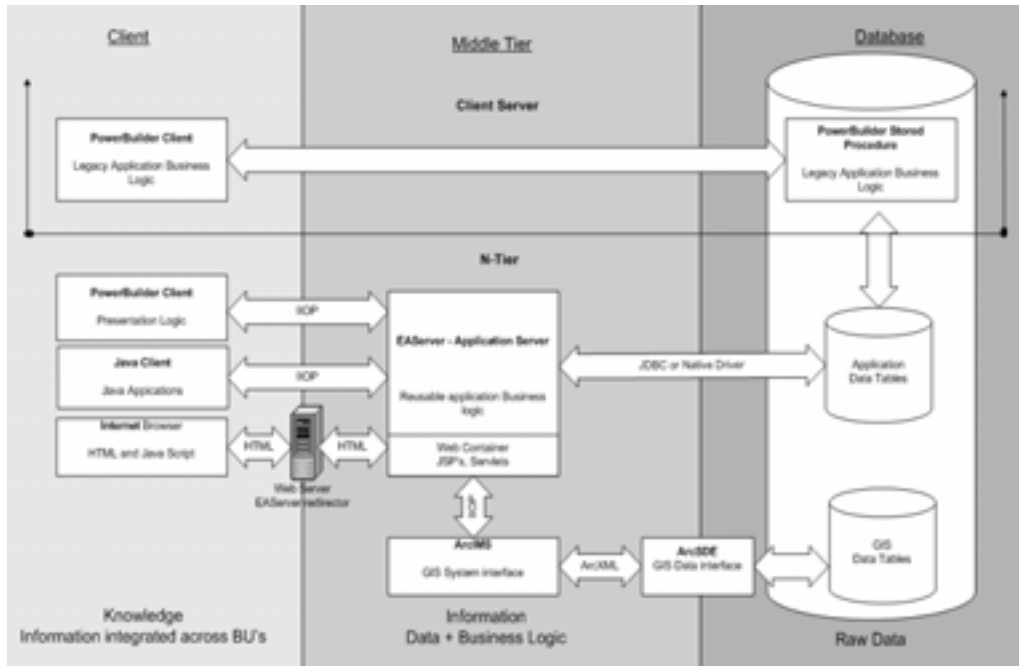 Client
Middle Tier
Database
Client Server
PowerBuilder Client
Legacy Application Business
Logic
PowerBuilder Stored
Procedure
Legacy Application Business
Logic
N-Tier
PowerBuilder Client
Presentation Logic
IIOP
Java Client
Java Appications
IIOP
Internet Browser
HTML and Java Script
HTML
HTML
Web Server
EAServer redirector
EAServer - Application Server
Reusable application Business
logic
Web Container
JSP's, Servlets
JDBC or Native Driver
Application
Data Tables
IIOP
ArcIMS
GIS System interface
ArcXML
ArcSDE
GIS Data interface
GIS
Data Tables
Knowledge
Information integrated across BU's
Information
Data + Business Logic
Raw Data